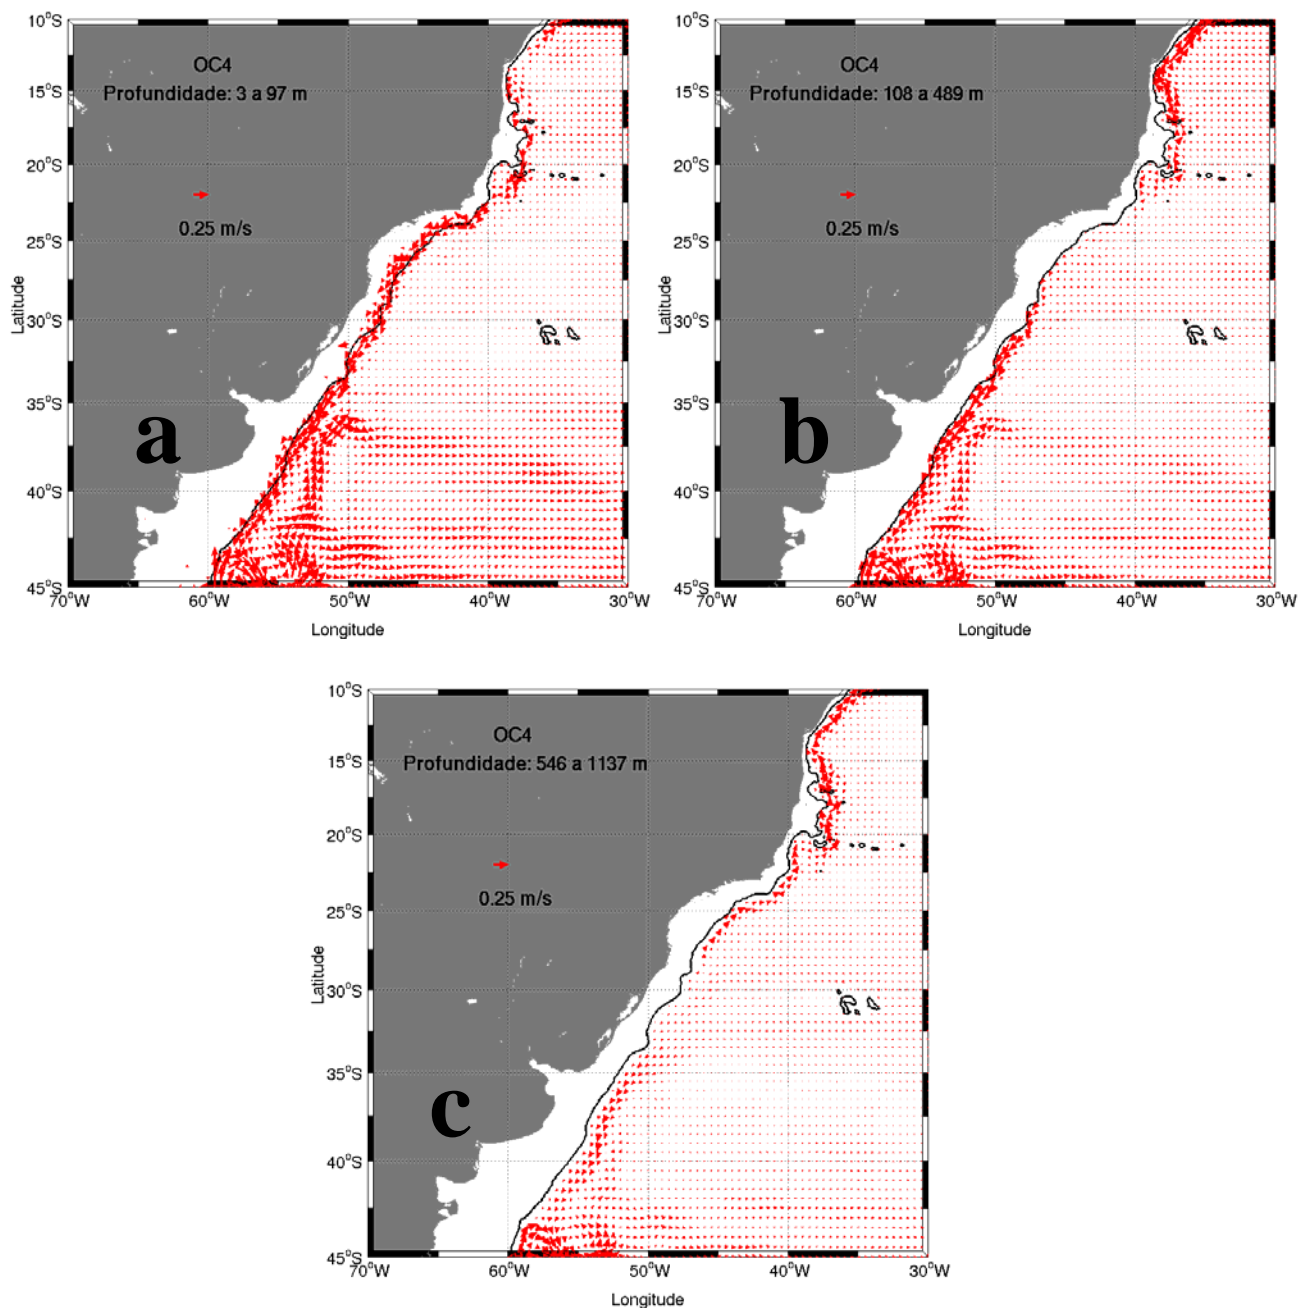 10°S
OC4
Profundidade: 3 a 97 m
15°S
20°S
0.25 m/s
25°S
Latitude
30°S
35°S
a
40°S
45°S
70°W 60°W 50°W 40°W 30°W
Longitude
10°S
OC4
Profundidade: 108 a 489 m
15°S
20°S
0.25 m/s
25°S
Latitude
30°S
35°S
b
40°S
45°S
70°W 60°W 50°W 40°W 30°W
Longitude
10°S
OC4
Profundidade: 546 a 1137 m
15°S
20°S
0.25 m/s
25°S
Latitude
30°S
35°S
c
40°S
45°S
70°W 60°W 50°W 40°W 30°W
Longitude